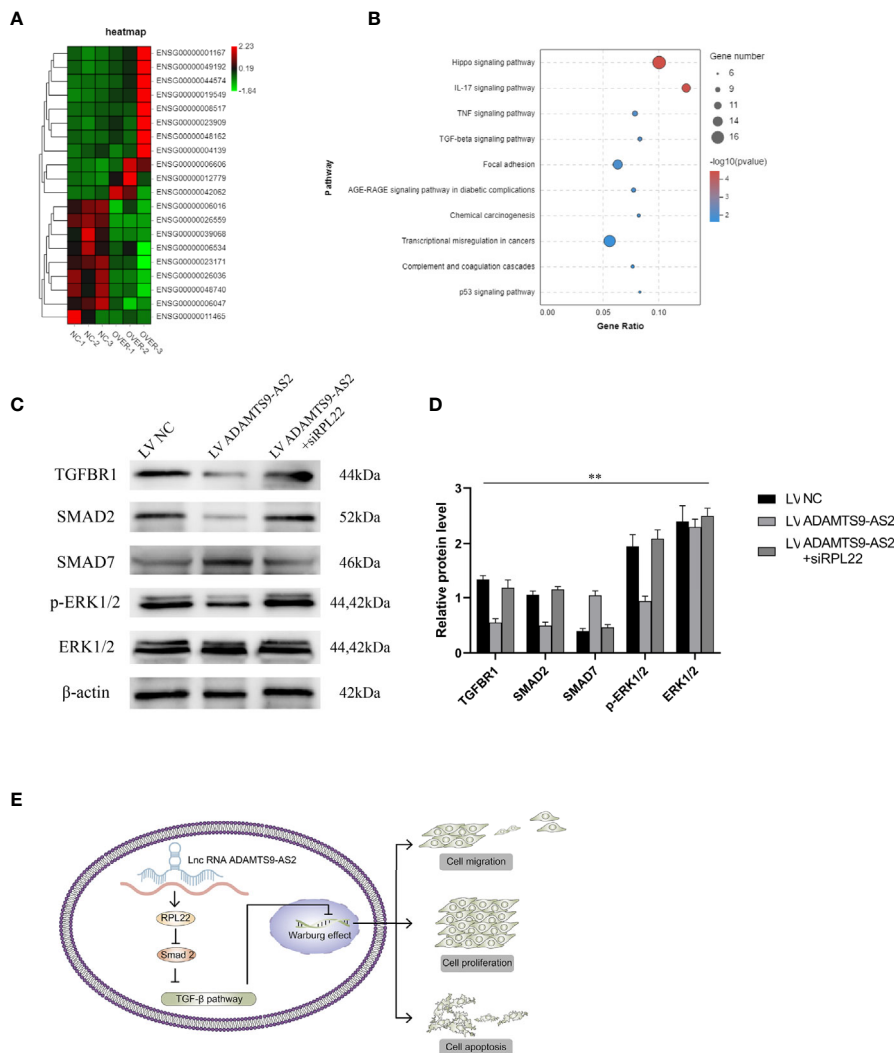 A
heatmap
2.23
0.19
-1.84
ENSG00000001167
ENSG00000049192
ENSG00000044574
ENSG00000019549
ENSG00000008517
ENSG00000023909
ENSG00000048162
ENSG00000004139
ENSG00000006606
ENSG00000012779
ENSG00000042062
ENSG00000006016
ENSG00000026559
ENSG00000039068
ENSG00000006534
ENSG00000023171
ENSG00000026036
ENSG00000048740
ENSG00000006047
ENSG00000011465
NC-1
NC-2
NC-3
OVER-1
OVER-2
OVER-3
B
Pathway
Hippo signaling pathway
IL-17 signaling pathway
TNF signaling pathway
TGF-beta signaling pathway
Focal adhesion
AGE-RAGE signaling pathway in diabetic complications
Chemical carcinogenesis
Transcriptional misregulation in cancers
Complement and coagulation cascades
p53 signaling pathway
0.00
0.05
0.10
Gene Ratio
Gene number
6
9
11
14
16
-log10(pvalue)
4
3
2
C
LV NC
LV ADAMTS9-AS2
LV ADAMTS9-AS2
+siRPL22
TGFBR1
44kDa
SMAD2
52kDa
SMAD7
46kDa
p-ERK1/2
44,42kDa
ERK1/2
44,42kDa
β-actin
42kDa
D
Relative protein level
3
2
1
0
**
TGFBR1
SMAD2
SMAD7
p-ERK1/2
ERK1/2
LV NC
LV ADAMTS9-AS2
LV ADAMTS9-AS2
+siRPL22
E
Lnc RNA ADAMTS9-AS2
RPL22
Smad 2
TGF-β pathway
Warburg effect
Cell migration
Cell proliferation
Cell apoptosis